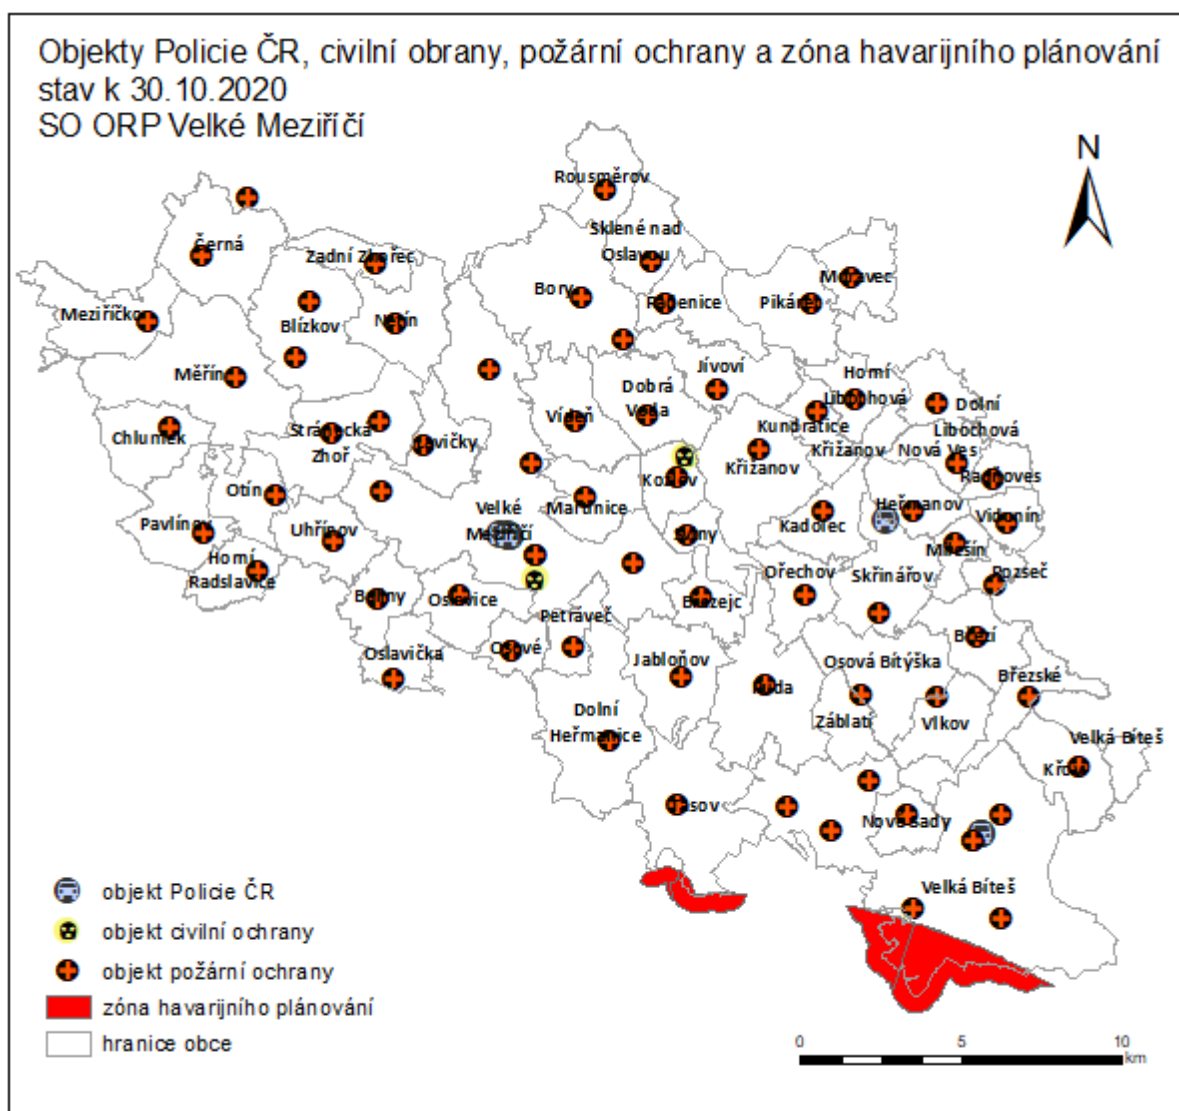 Objekty Policie ČR, civilní obrany, požární ochrany a zóna havarijního plánování
stav k 30.10.2020
SO ORP Velké Meziříčí
N
Rousměrov
Sklené nad
Oslavou
Černá
Zadní Zhořec
Moravec
Bory
Radenice
Pikárec
Meziříčko
Blízkov
Netín
Měřín
Jívoví
Horní
Libochová
Dobrá
Voda
Dolní
Libochová
Vídeň
Kundratice
Chlumek
Stránecká
Zhoř
Lavičky
Křižanov
Křižanov
Nová Ves
Kozlov
Radňoves
Otín
Velké
Meziříčí
Martinice
Heřmanov
Vidonín
Pavlínov
Uhřínov
Kadolec
Dony
Milešín
Horní
Radslavice
Ořechov
Skřinářov
Rozseč
Baliny
Oslavice
Březejc
Petráveč
Březí
Oslavička
Osové
Jabloňov
Osová Bítýška
Březské
Ruda
Dolní
Heřmanice
Záblatí
Vlkov
Velká Bíteš
Křoví
Tasov
Nové Sady
Velká Bíteš
objekt Policie ČR
objekt civilní ochrany
objekt požární ochrany
zóna havarijního plánování
hranice obce
0 5 10
km